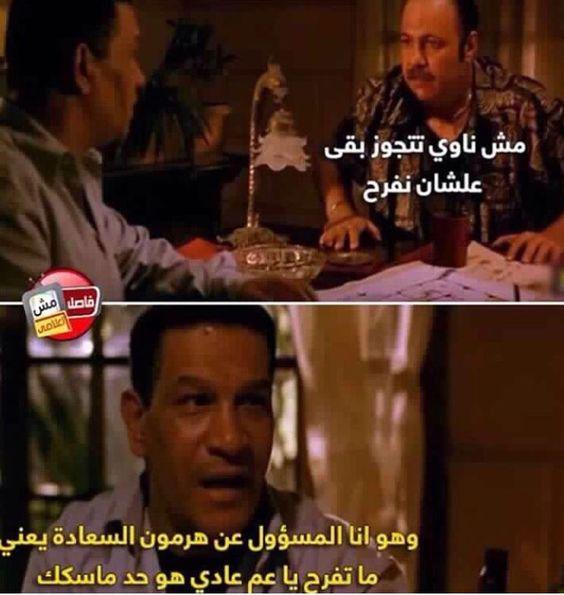 مش ناوي تتجوز بقى
علشان نفرح
فاصل
مش
اعلامى
وهو انا المسؤول عن هرمون السعادة يعني
ما تفرح يا عم عادي هو حد ماسكك